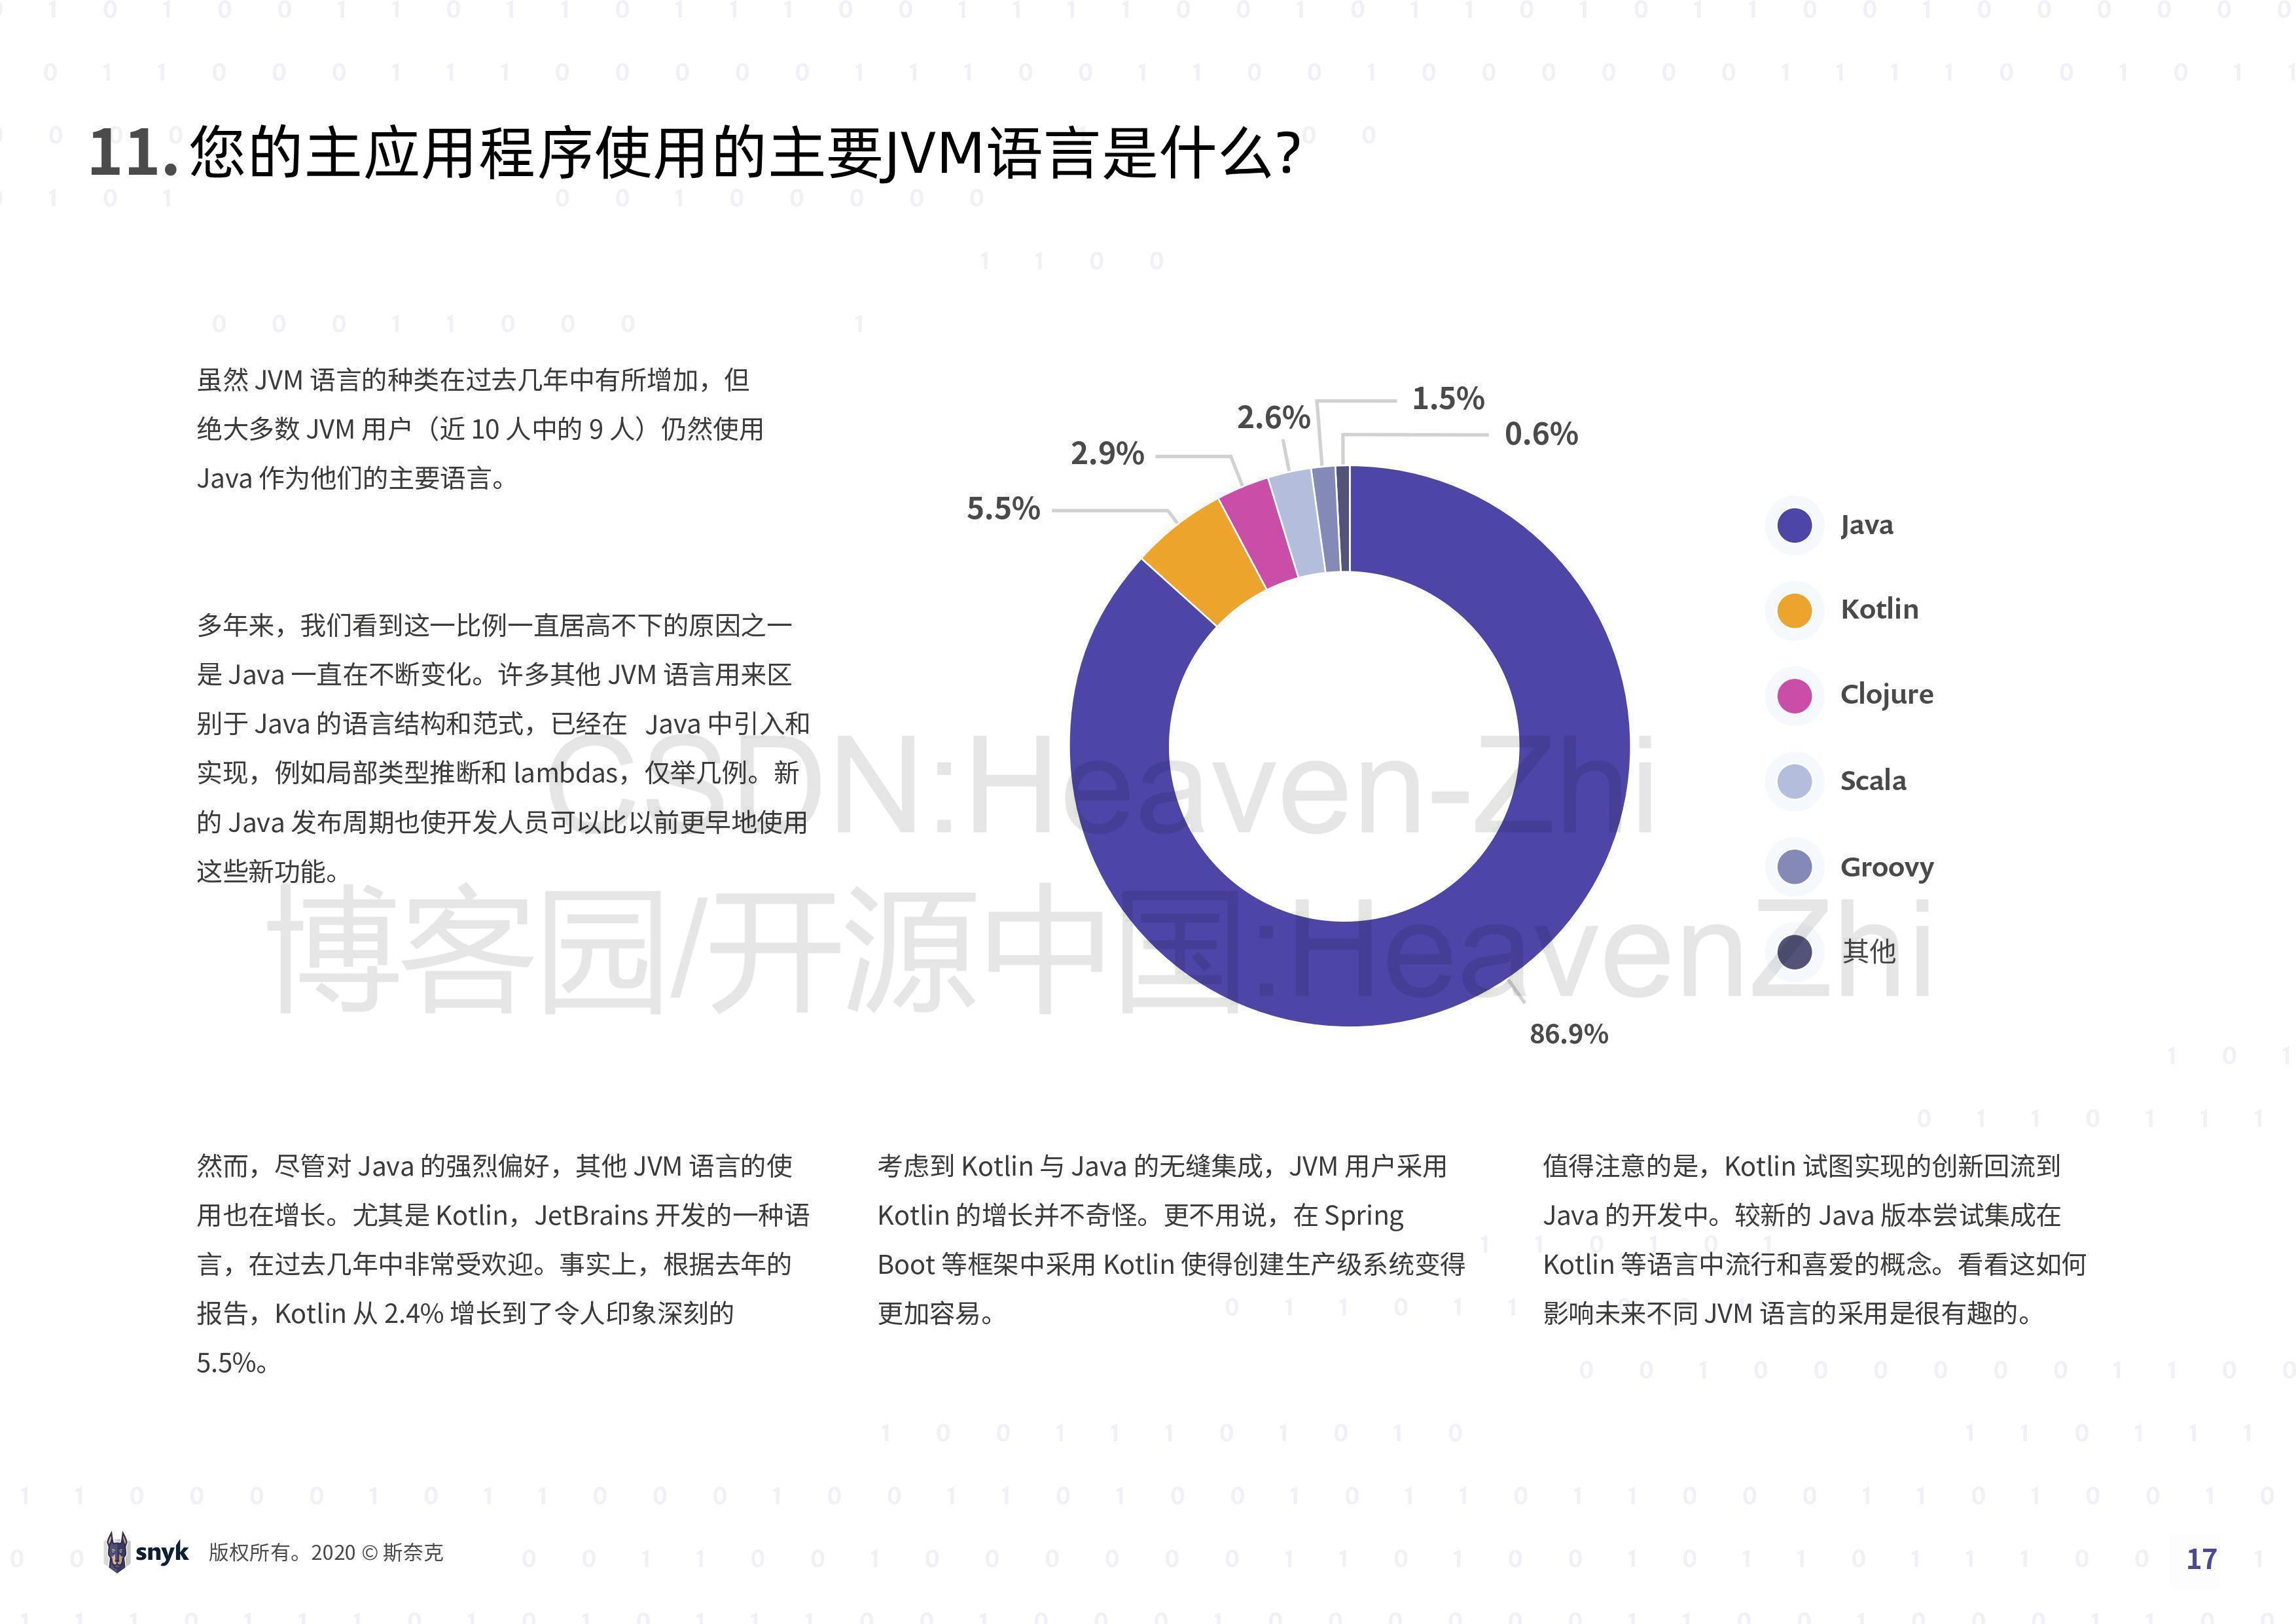 11. 您的主应用程序使用的主要JVM语言是什么?
虽然 JVM 语言的种类在过去几年中有所增加，但
绝大多数 JVM 用户（近 10 人中的 9 人）仍然使用
Java 作为他们的主要语言。
多年来，我们看到这一比例一直居高不下的原因之一
是 Java 一直在不断变化。许多其他 JVM 语言用来区
别于 Java 的语言结构和范式，已经在 Java 中引入和
实现，例如局部类型推断和 lambdas，仅举几例。新
的 Java 发布周期也使开发人员可以比以前更早地使用
这些新功能。
1.5%
2.6%
0.6%
2.9%
5.5%
86.9%
Java
Kotlin
Clojure
Scala
Groovy
其他
CSDN:Heaven-Zhi
博客园/开源中国:HeavenZhi
然而，尽管对 Java 的强烈偏好，其他 JVM 语言的使
用也在增长。尤其是 Kotlin，JetBrains 开发的一种语
言，在过去几年中非常受欢迎。事实上，根据去年的
报告，Kotlin 从 2.4% 增长到了令人印象深刻的
5.5%。
考虑到 Kotlin 与 Java 的无缝集成，JVM 用户采用
Kotlin 的增长并不奇怪。更不用说，在 Spring
Boot 等框架中采用 Kotlin 使得创建生产级系统变得
更加容易。
值得注意的是，Kotlin 试图实现的创新回流到
Java 的开发中。较新的 Java 版本尝试集成在
Kotlin 等语言中流行和喜爱的概念。看看这如何
影响未来不同 JVM 语言的采用是很有趣的。
snyk 版权所有。2020 © 斯奈克
17